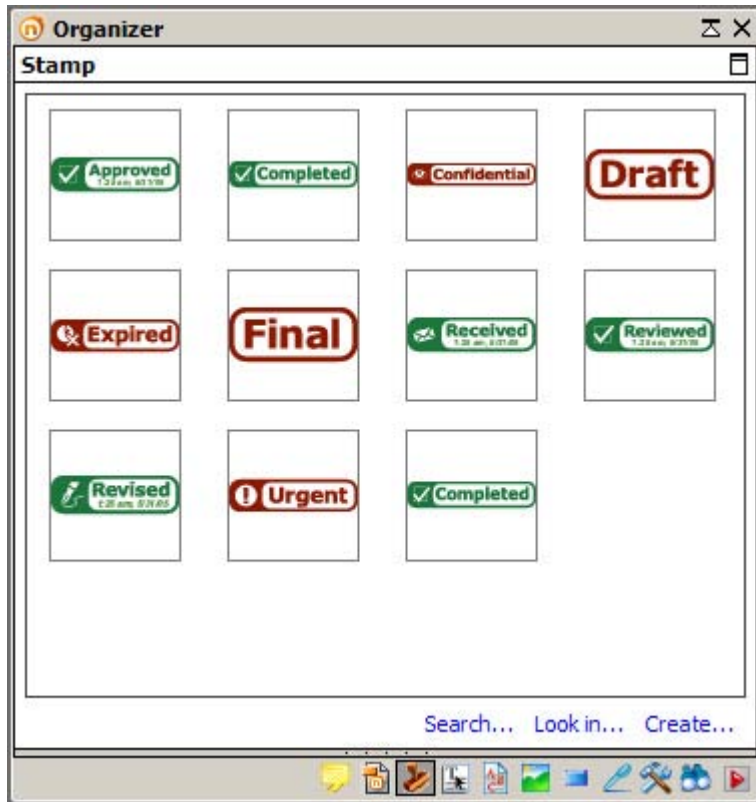 Organizer
Stamp
Approved
Completed
Confidential
Draft
Expired
Final
Received
Reviewed
Revised
Urgent
Completed
Search... Look in... Create...